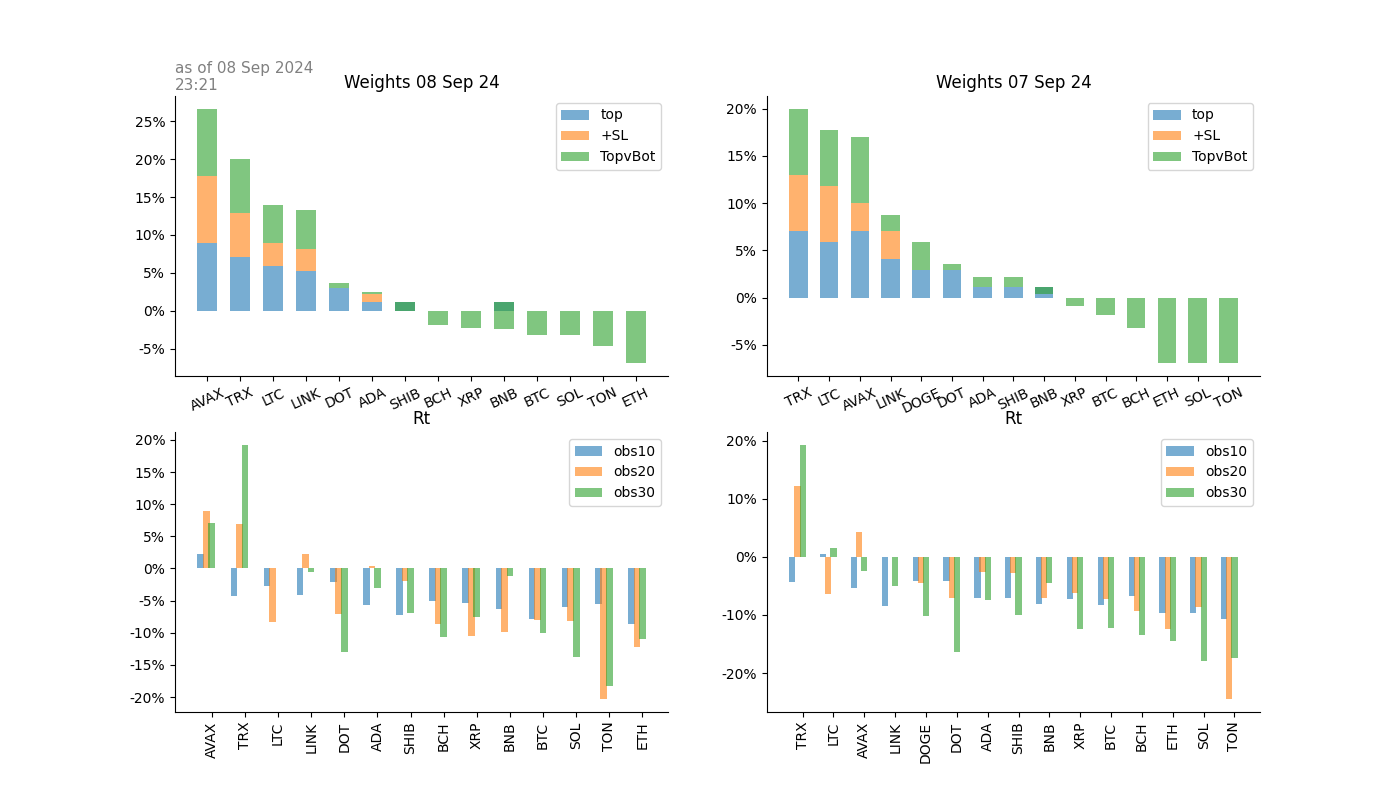 as of 08 Sep 2024
23:21
Weights 08 Sep 24
25%
20%
15%
10%
5%
0%
-5%
top
+SL
TopvBot
AVAX TRX LTC LINK DOT ADA SHIB BCH XRP BNB BTC SOL TON ETH
Weights 07 Sep 24
20%
15%
10%
5%
0%
-5%
top
+SL
TopvBot
TRX LTC AVAX LINK DOGE DOT ADA SHIB BNB XRP BTC BCH ETH SOL TON
Rt
20%
15%
10%
5%
0%
-5%
-10%
-15%
-20%
obs10
obs20
obs30
AVAX TRX LTC LINK DOT ADA SHIB BCH XRP BNB BTC SOL TON ETH
Rt
20%
10%
0%
-10%
-20%
obs10
obs20
obs30
TRX LTC AVAX LINK DOGE DOT ADA SHIB BNB XRP BTC BCH ETH SOL TON